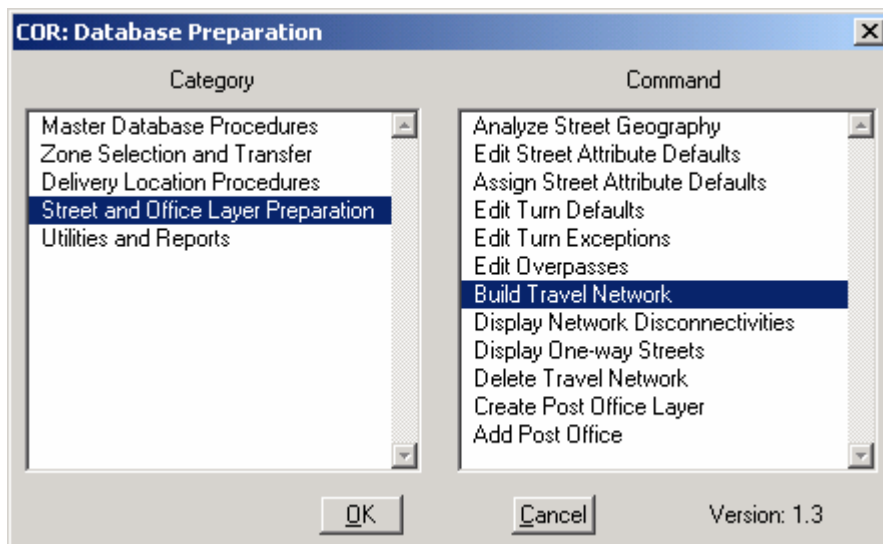 COR: Database Preparation
Category
Master Database Procedures
Zone Selection and Transfer
Delivery Location Procedures
Street and Office Layer Preparation
Utilities and Reports
Command
Analyze Street Geography
Edit Street Attribute Defaults
Assign Street Attribute Defaults
Edit Turn Defaults
Edit Turn Exceptions
Edit Overpasses
Build Travel Network
Display Network Disconnectivities
Display One-way Streets
Delete Travel Network
Create Post Office Layer
Add Post Office
OK
Cancel
Version: 1.3